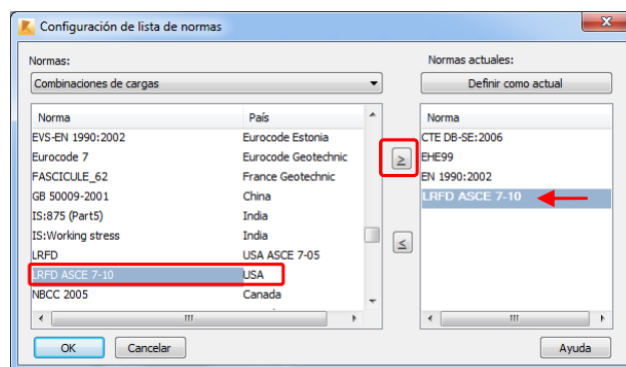 Configuración de lista de normas
X
Normas:
Normas actuales:
Combinaciones de cargas
Definir como actual
Norma País
Norma
EVS-EN 1990:2002 Eurocode Estonia
CTE DB-SE:2006
Eurocode 7 Eurocode Geotechnic
≥
EHE99
FASCICULE_62 France Geotechnic
EN 1990:2002
GB 50009-2001 China
LRFD ASCE 7-10
IS:875 (Part5) India
IS:Working stress India
LRFD USA ASCE 7-05
≤
LRFD ASCE 7-10 USA
NBCC 2005 Canada
OK Cancelar Ayuda